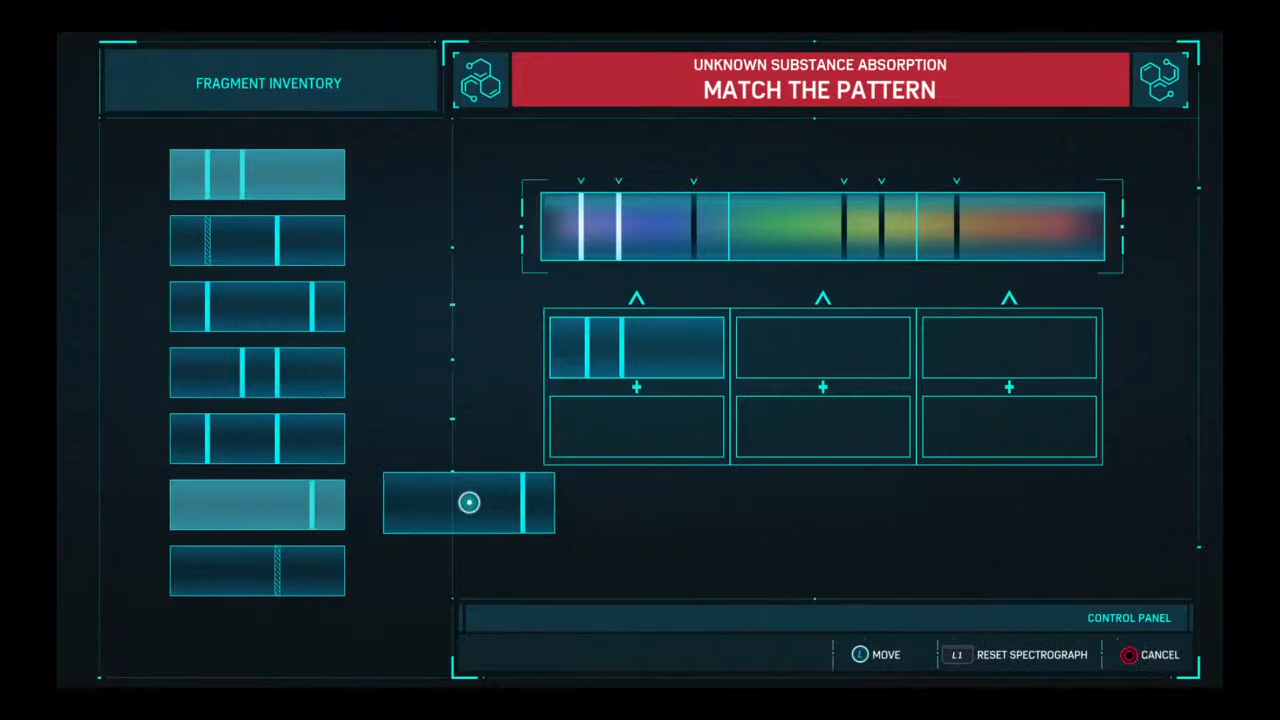 FRAGMENT INVENTORY
UNKNOWN SUBSTANCE ABSORPTION
MATCH THE PATTERN
CONTROL PANEL
L MOVE
L1 RESET SPECTROGRAPH
CANCEL